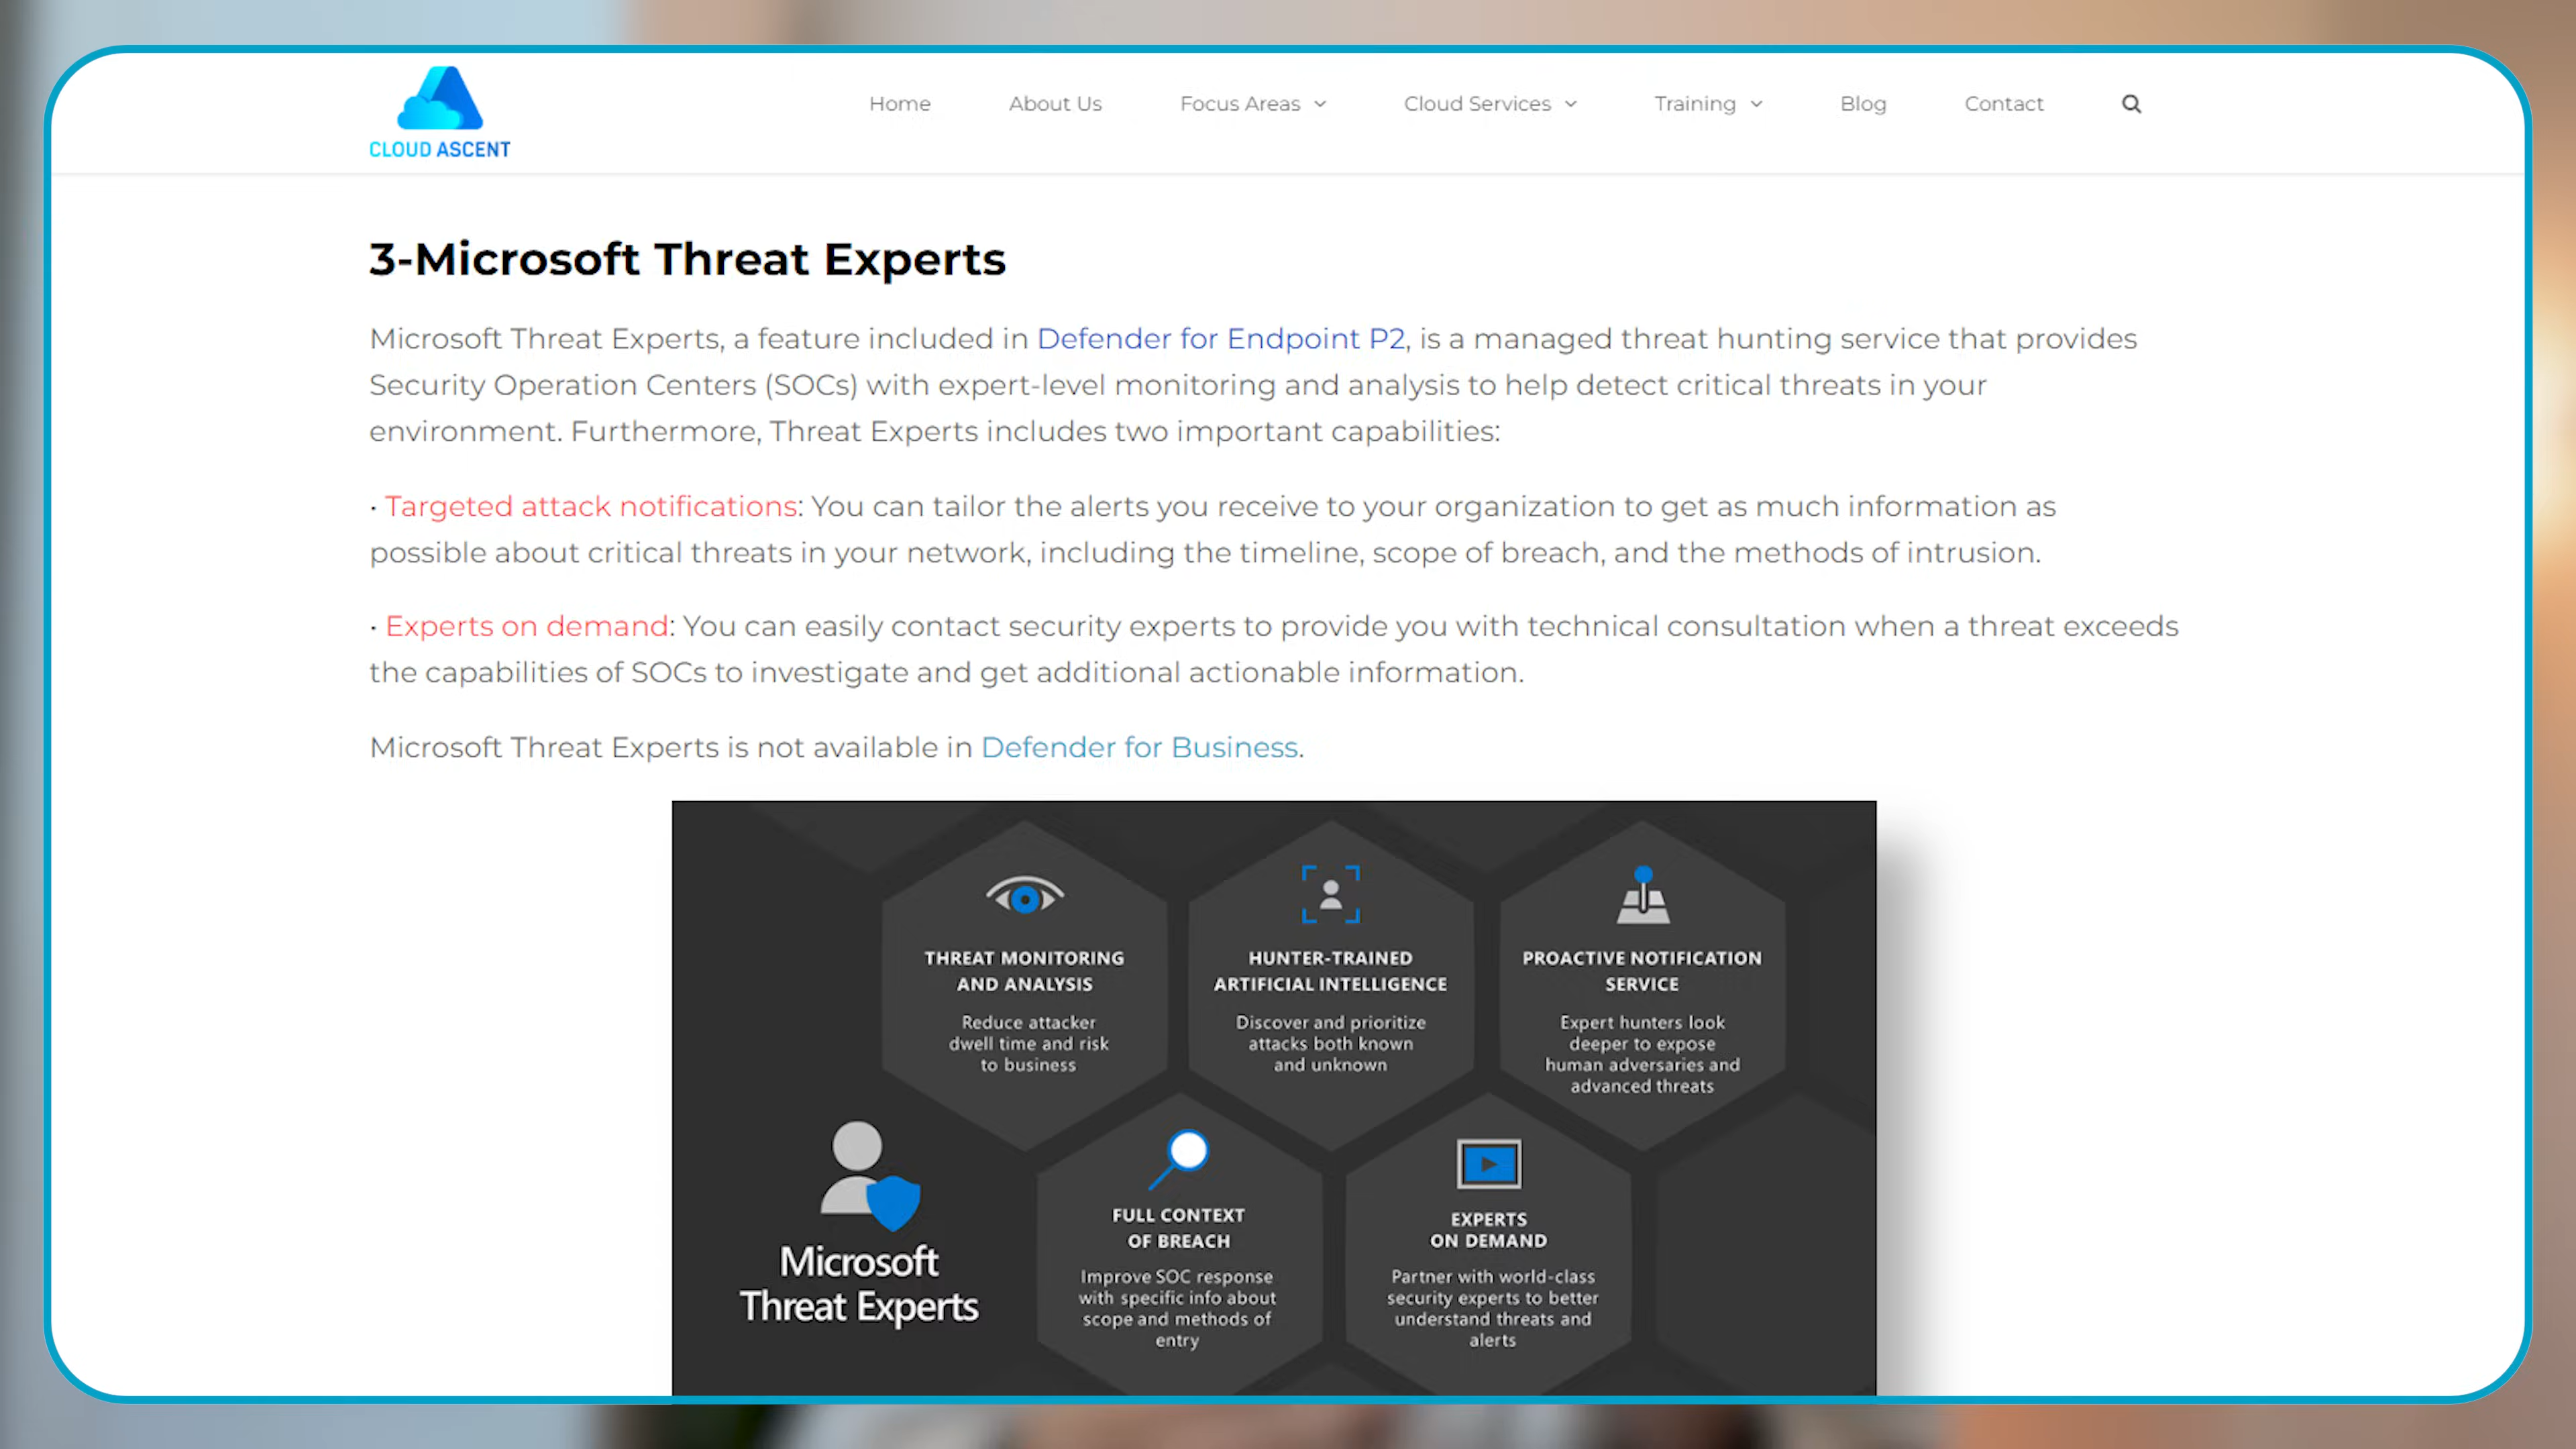 CLOUD ASCENT
Home
About Us
Focus Areas
Cloud Services
Training
Blog
Contact
3-Microsoft Threat Experts
Microsoft Threat Experts, a feature included in Defender for Endpoint P2, is a managed threat hunting service that provides
Security Operation Centers (SOCs) with expert-level monitoring and analysis to help detect critical threats in your
environment. Furthermore, Threat Experts includes two important capabilities:
· Targeted attack notifications: You can tailor the alerts you receive to your organization to get as much information as
possible about critical threats in your network, including the timeline, scope of breach, and the methods of intrusion.
· Experts on demand: You can easily contact security experts to provide you with technical consultation when a threat exceeds
the capabilities of SOCs to investigate and get additional actionable information.
Microsoft Threat Experts is not available in Defender for Business.
THREAT MONITORING
AND ANALYSIS
Reduce attacker
dwell time and risk
to business
HUNTER-TRAINED
ARTIFICIAL INTELLIGENCE
Discover and prioritize
attacks both known
and unknown
PROACTIVE NOTIFICATION
SERVICE
Expert hunters look
deeper to expose
human adversaries and
advanced threats
Microsoft
Threat Experts
FULL CONTEXT
OF BREACH
Improve SOC response
with specific info about
scope and methods of
entry
EXPERTS
ON DEMAND
Partner with world-class
security experts to better
understand threats and
alerts